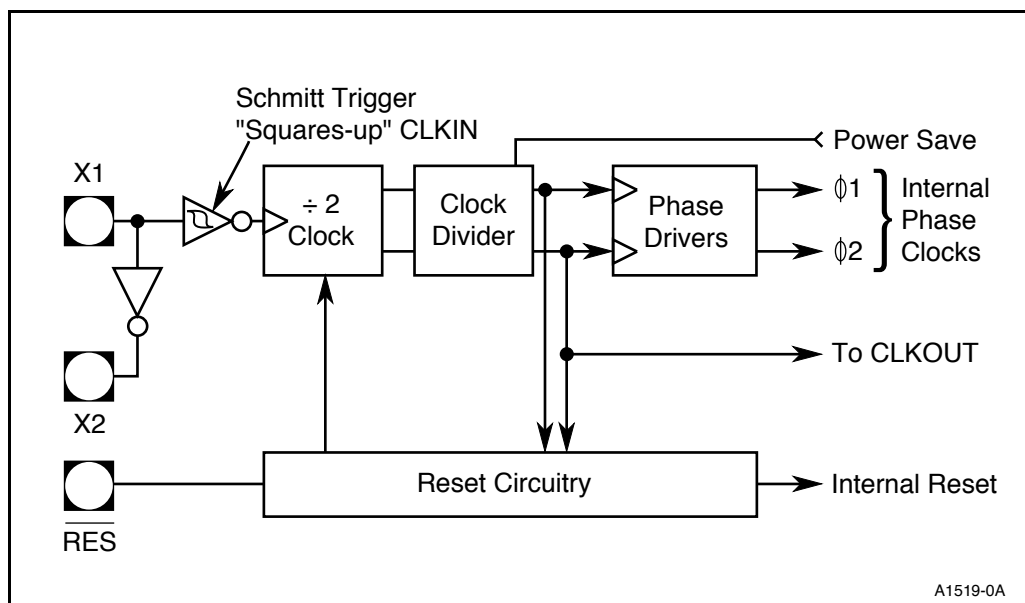 Schmitt Trigger
"Squares-up" CLKIN
Power Save
X1
÷ 2
Clock
Clock
Divider
Phase
Drivers
ϕ1
ϕ2
Internal
Phase
Clocks
To CLKOUT
X2
Reset Circuitry
Internal Reset
RES
A1519-0A